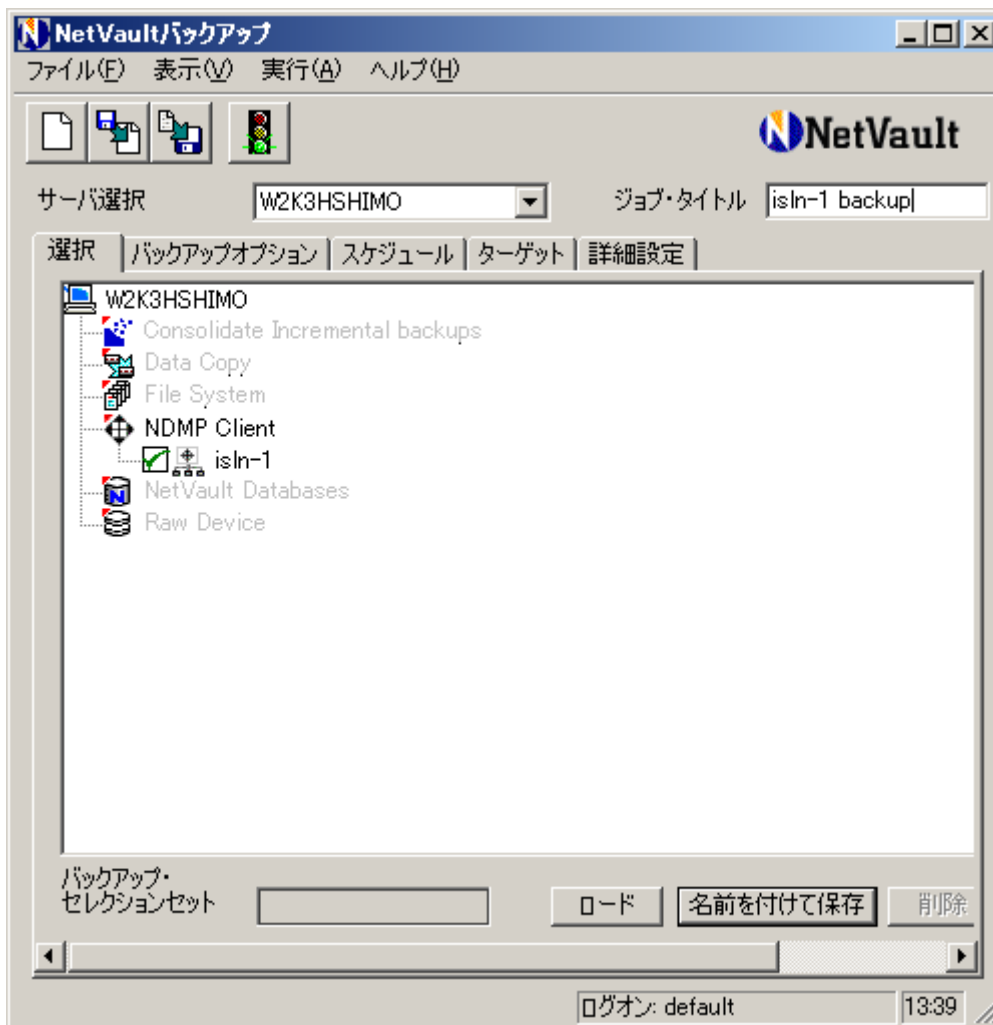 NetVaultバックアップ
ファイル(F) 表示(V) 実行(A) ヘルプ(H)
NetVault
サーバ選択 W2K3HSHIMO ジョブ・タイトル isln-1 backup
選択 バックアップオプション スケジュール ターゲット 詳細設定
W2K3HSHIMO
Consolidate Incremental backups
Data Copy
File System
NDMP Client
isln-1
NetVault Databases
Raw Device
バックアップ・
セレクションセット ロード 名前を付けて保存 削除
ログオン: default 13:39